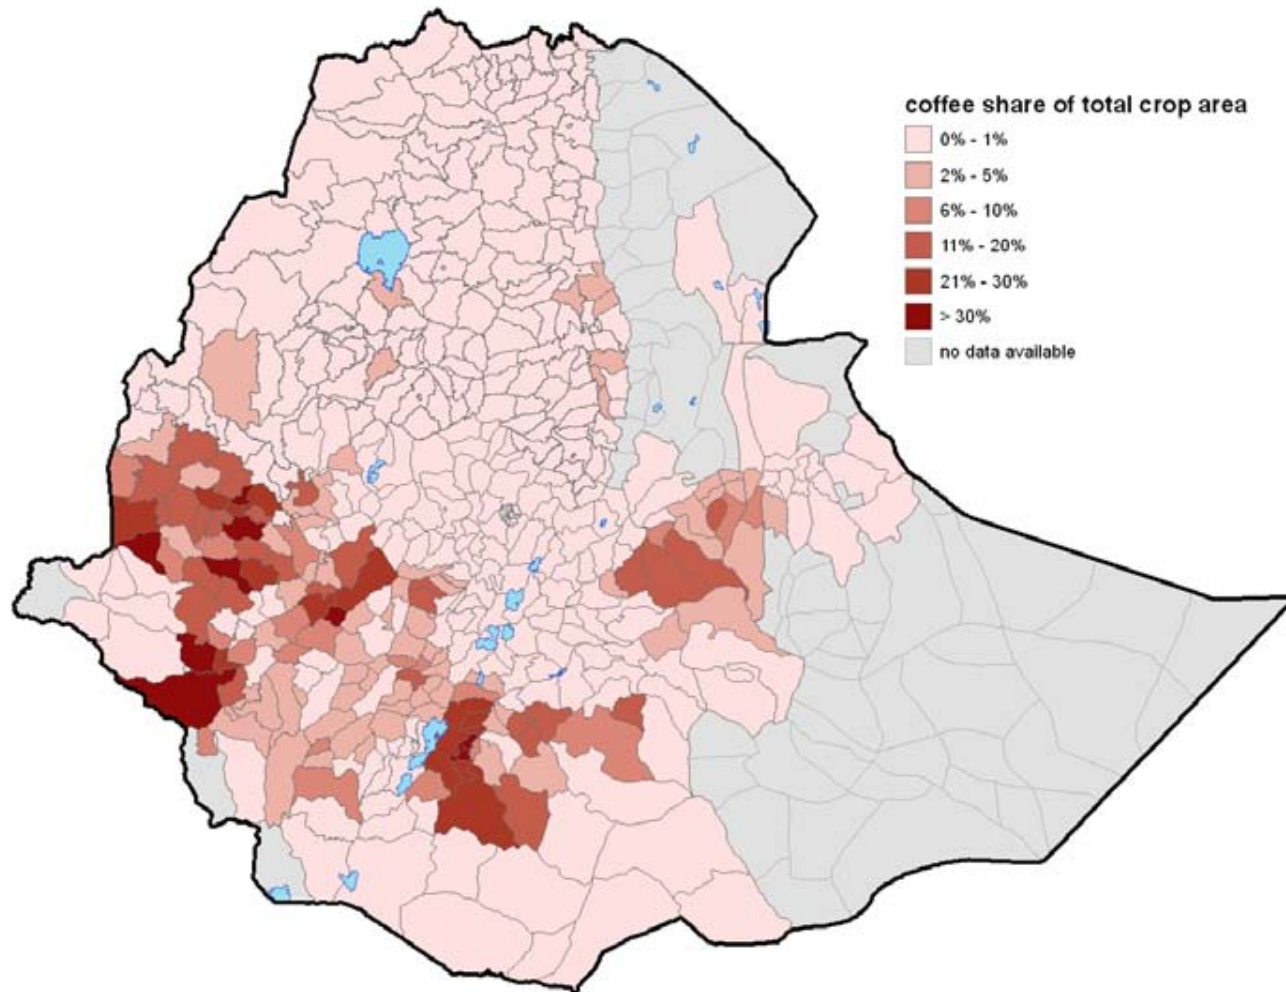 coffee share of total crop area
0% - 1%
2% - 5%
6% - 10%
11% - 20%
21% - 30%
> 30%
no data available